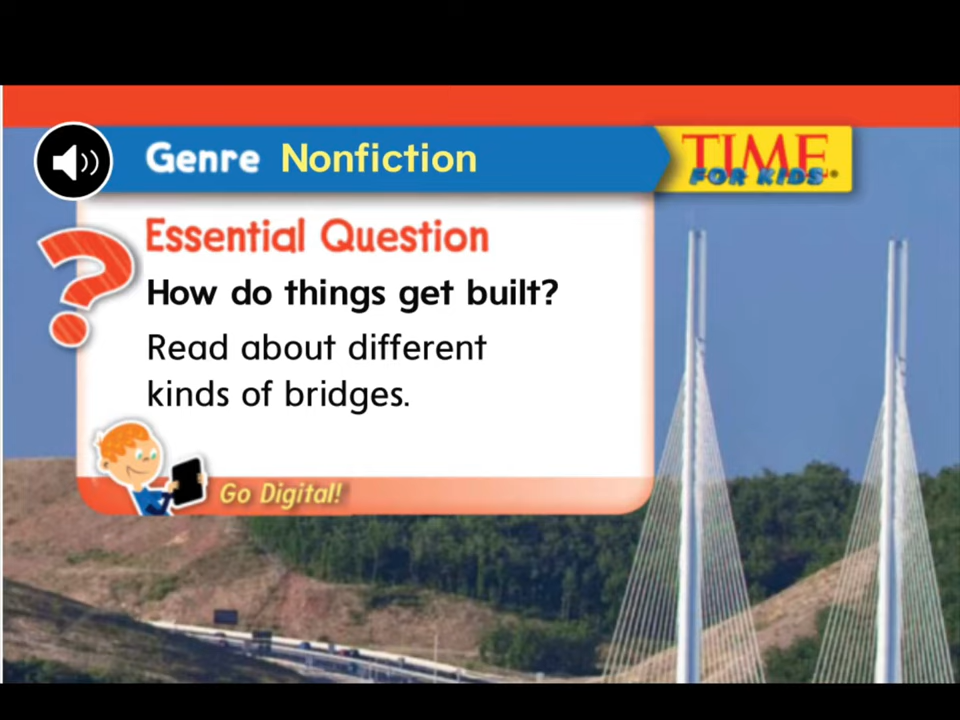 Genre Nonfiction
TIME
FOR KIDS®
Essential Question
How do things get built?
Read about different
kinds of bridges.
Go Digital!